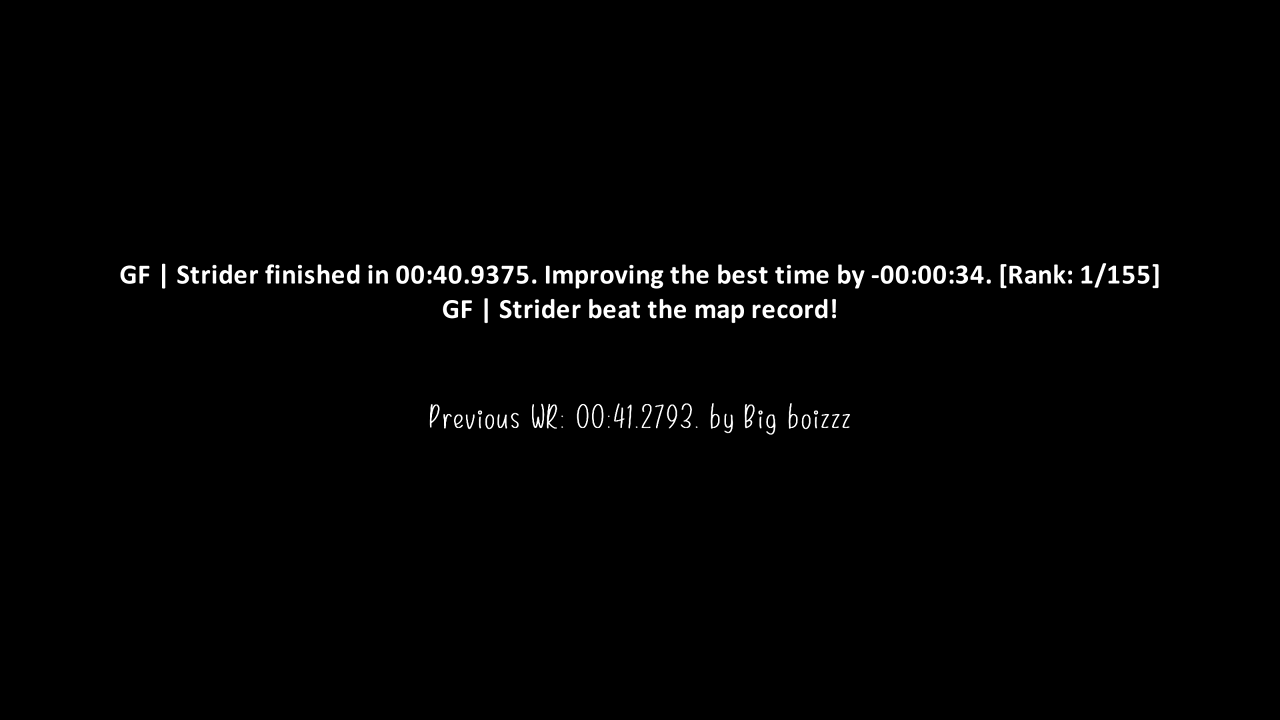 GF | Strider finished in 00:40.9375. Improving the best time by -00:00:34. [Rank: 1/155]
GF | Strider beat the map record!
Previous WR: 00:41.2793. by Big boizzz